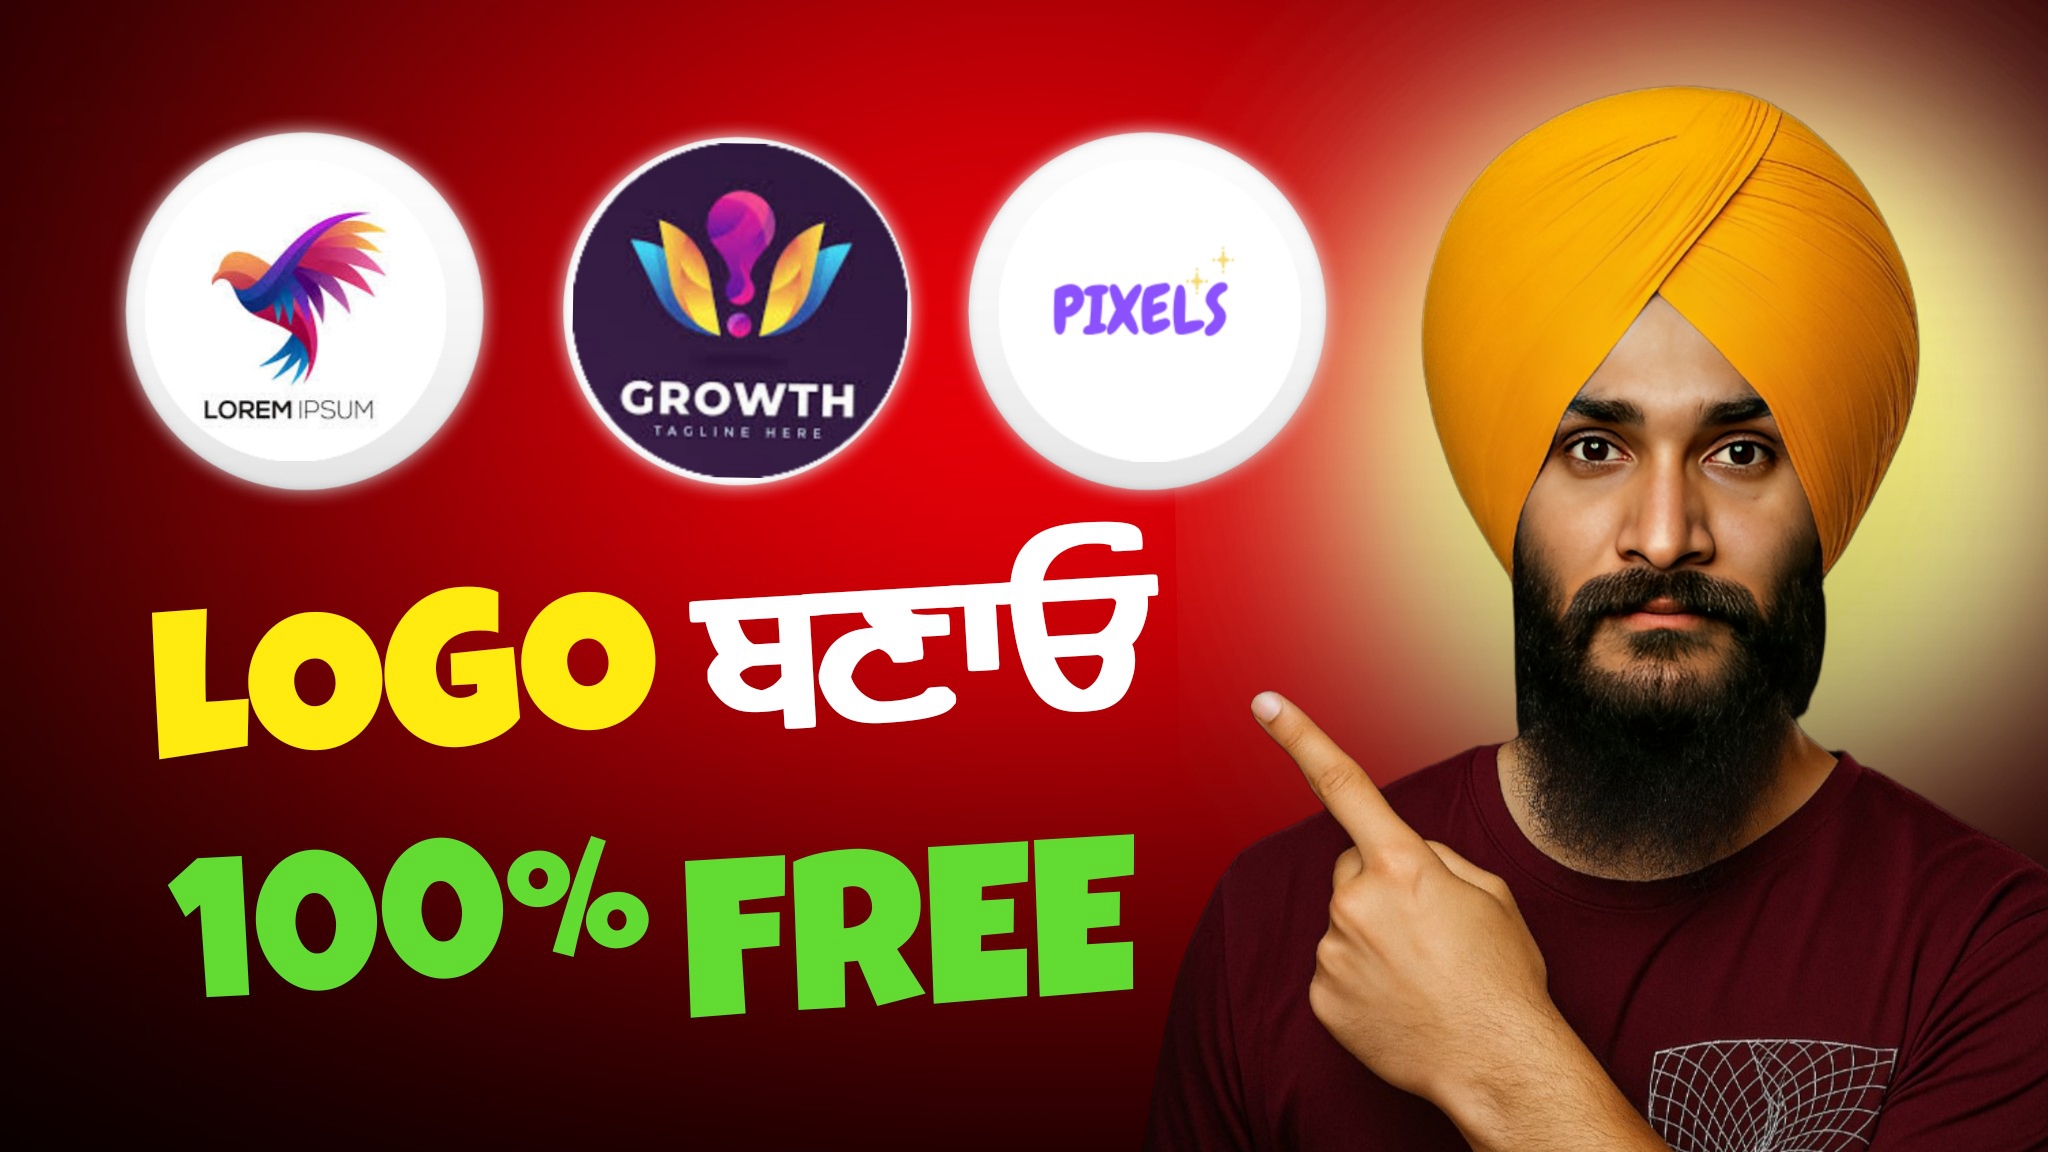 LOREM IPSUM
GROWTH
TAGLINE HERE
PIXELS
LOGO ਬਣਾਓ
100% FREE